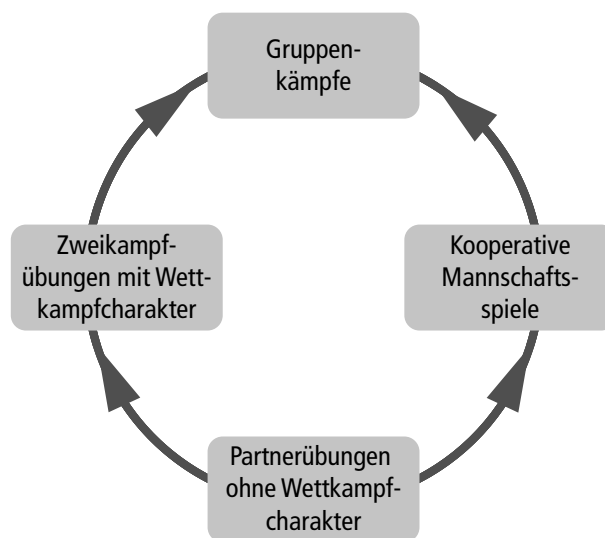 Gruppen-
kämpfe
Zweikampf-
übungen mit Wett-
kampfcharakter
Kooperative
Mannschafts-
spiele
Partnerübungen
ohne Wettkampf-
charakter